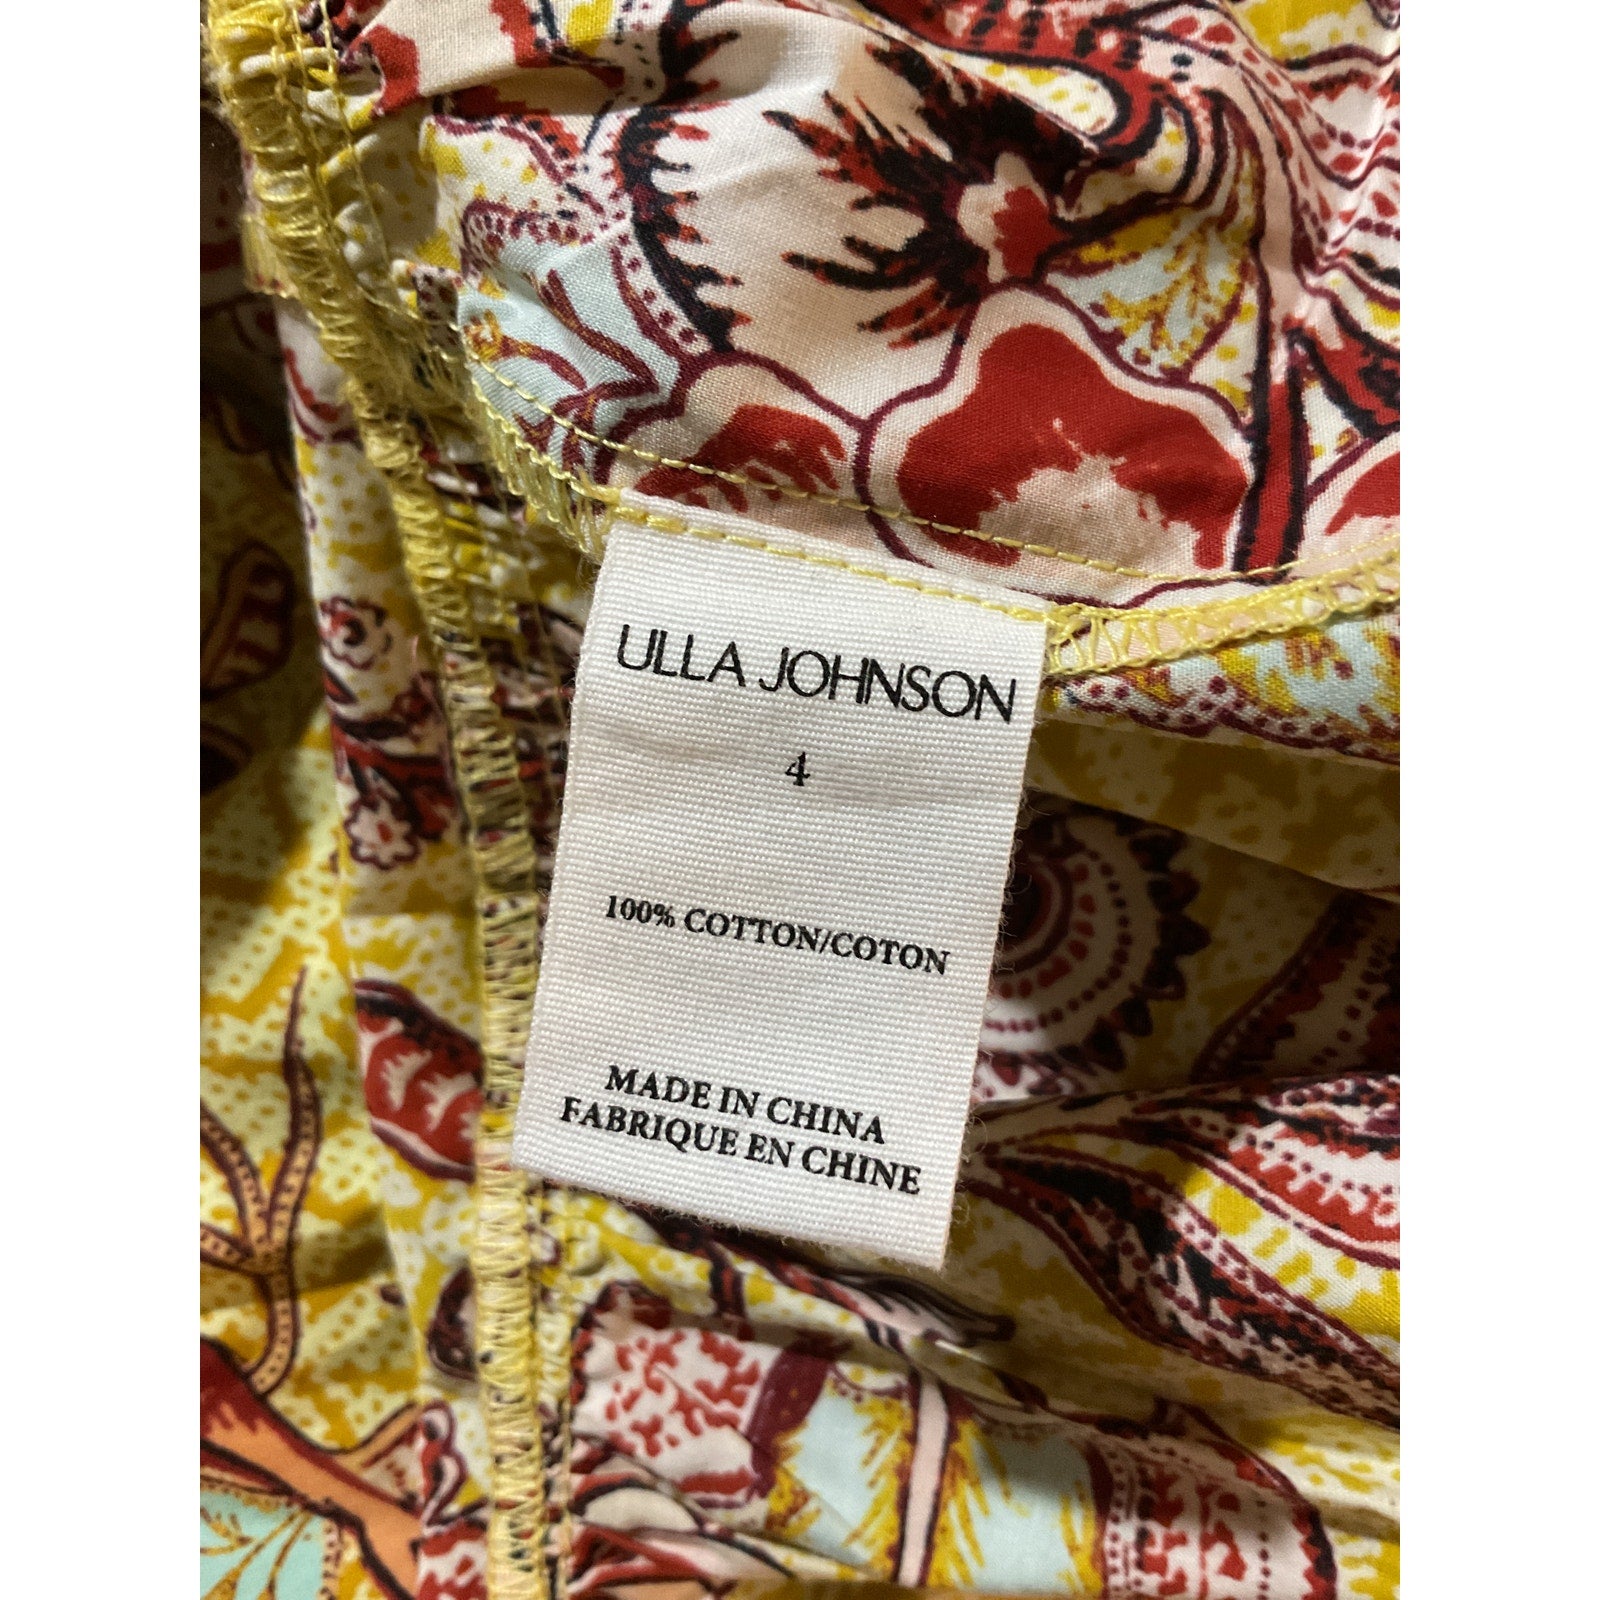 ULLA JOHNSON
4
100% COTTON/COTON
MADE IN CHINA
FABRIQUE EN CHINE